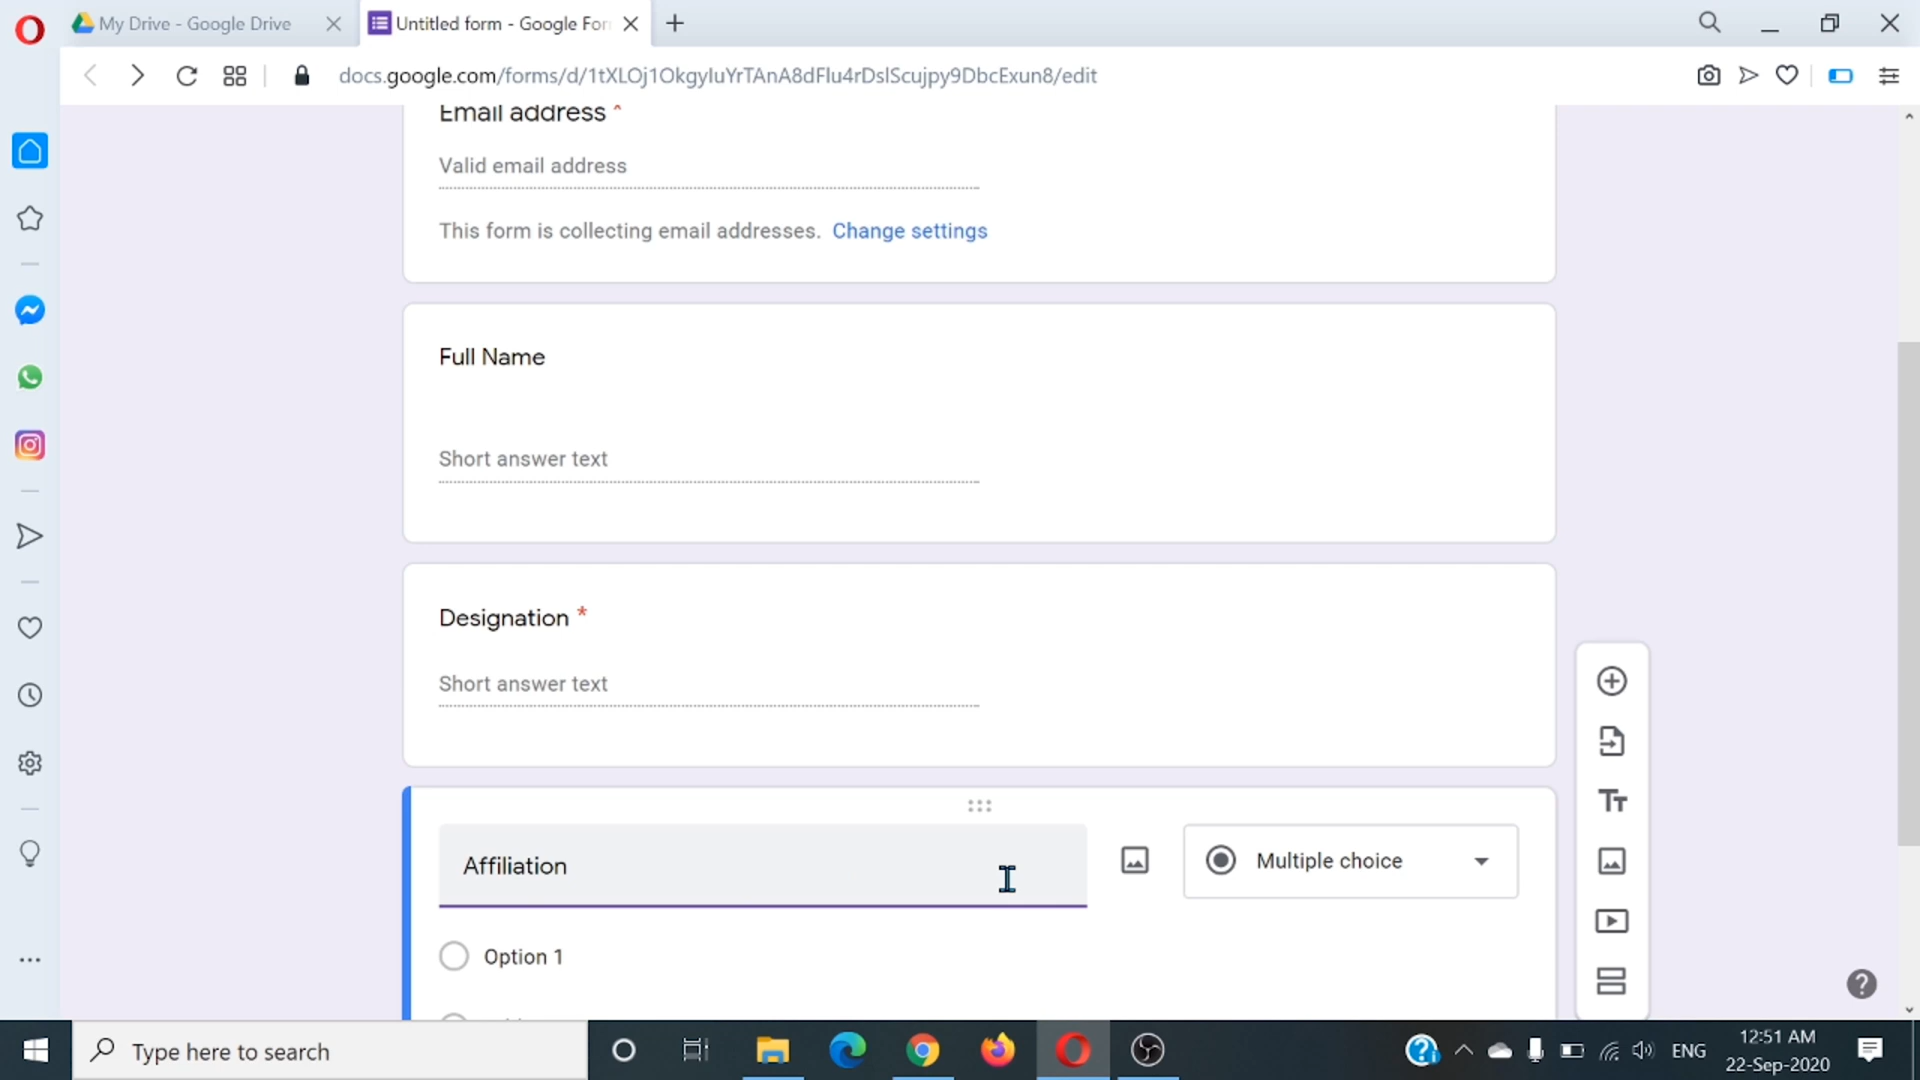 My Drive - Google Drive
Untitled form - Google For
docs.google.com/forms/d/1tXLOj1OkgyIuYrTAnA8dFlu4rDslScujpy9DbcExun8/edit
Email address *
Valid email address
This form is collecting email addresses. Change settings
Full Name
Short answer text
Designation *
Short answer text
Affiliation
Multiple choice
Option 1
Type here to search
ENG
12:51 AM
22-Sep-2020